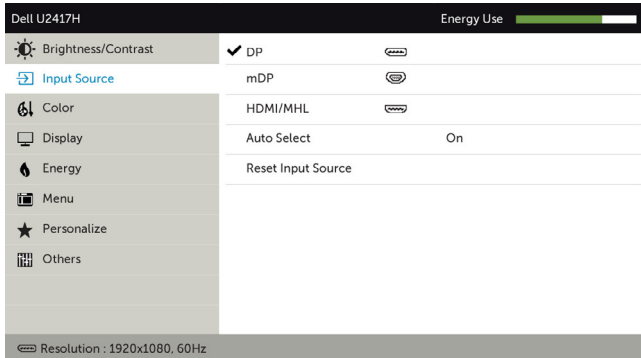 Dell U2417H Energy Use
Brightness/Contrast
Input Source
Color
Display
Energy
Menu
Personalize
Others
DP
mDP
HDMI/MHL
Auto Select On
Reset Input Source
Resolution : 1920x1080, 60Hz